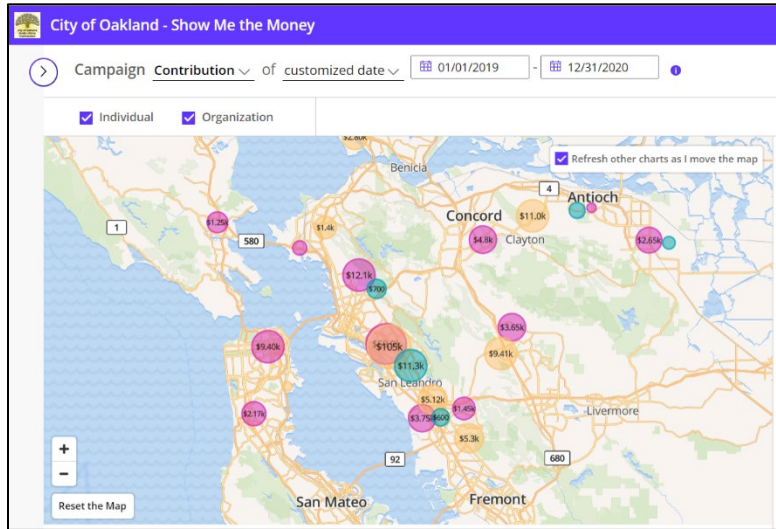 City of Oakland - Show Me the Money
Campaign Contribution of customized date 01/01/2019 - 12/31/2020
Individual Organization
Refresh other charts as I move the map
$2.80k
Benicia
4
Antioch
Concord
$11.0k
1
$1.25k
$1.4k
580
$4.8k
Clayton
$2.65k
$12.1k
$700
$3.65k
$9.40k
$105k
$9.41k
$11.3k
San Leandro
$5.12k
$2.17k
$3.75
$600
$1.45k
Livermore
$5.3k
+
-
92
680
Reset the Map
San Mateo
Fremont